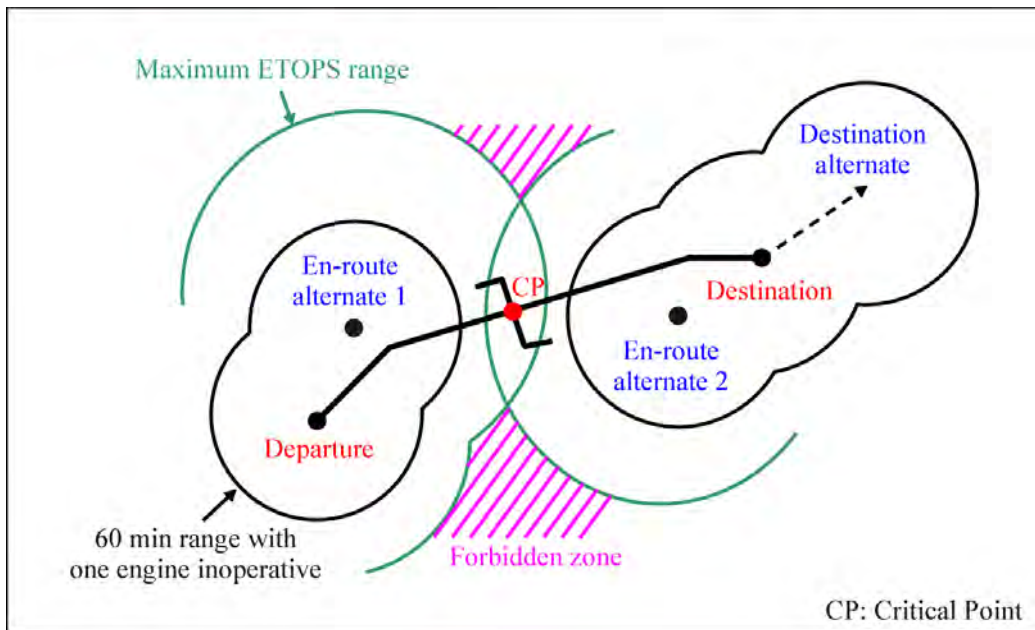 Maximum ETOPS range
Destination
alternate
En-route
alternate 1
CP
Destination
En-route
alternate 2
Departure
60 min range with
one engine inoperative
Forbidden zone
CP: Critical Point